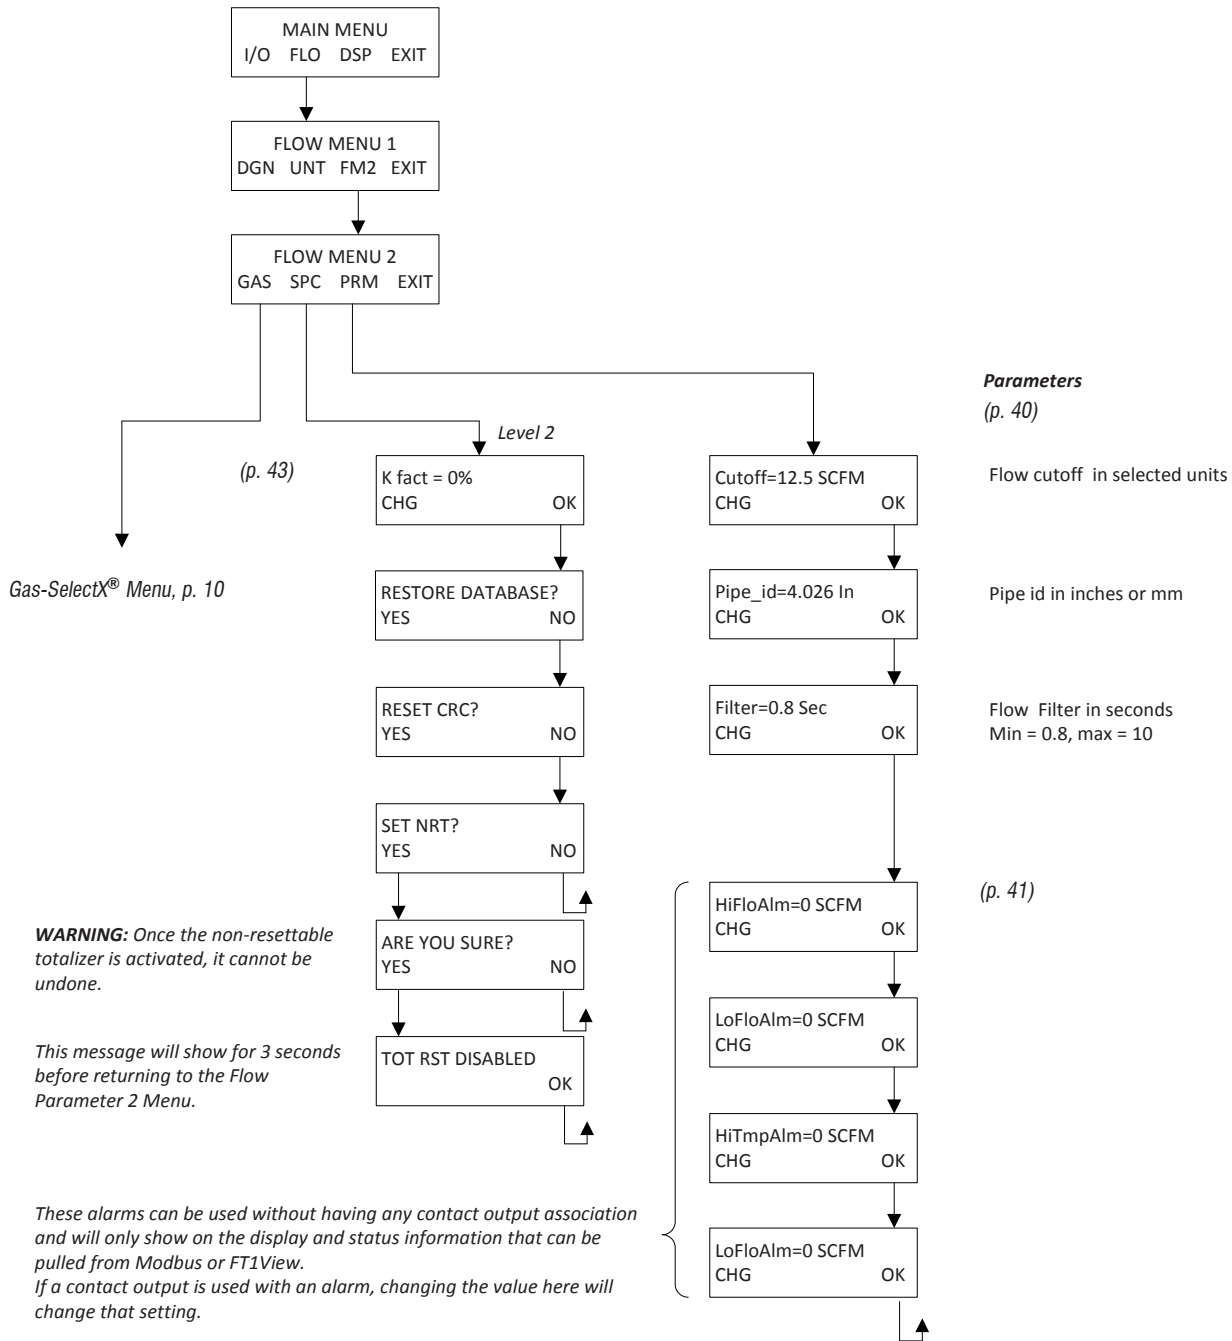 MAIN MENU
I/O FLO DSP EXIT
FLOW MENU 1
DGN UNT FM2 EXIT
FLOW MENU 2
GAS SPC PRM EXIT
Gas-SelectX® Menu, p. 10
(p. 43)
Level 2
K fact = 0%
CHG OK
RESTORE DATABASE?
YES NO
RESET CRC?
YES NO
SET NRT?
YES NO
WARNING: Once the non-resettable
totalizer is activated, it cannot be
undone.
ARE YOU SURE?
YES NO
This message will show for 3 seconds
before returning to the Flow
Parameter 2 Menu.
TOT RST DISABLED
OK
Parameters
(p. 40)
Cutoff=12.5 SCFM
CHG OK
Flow cutoff in selected units
Pipe_id=4.026 In
CHG OK
Pipe id in inches or mm
Filter=0.8 Sec
CHG OK
Flow Filter in seconds
Min = 0.8, max = 10
(p. 41)
HiFloAlm=0 SCFM
CHG OK
LoFloAlm=0 SCFM
CHG OK
HiTmpAlm=0 SCFM
CHG OK
LoFloAlm=0 SCFM
CHG OK
These alarms can be used without having any contact output association
and will only show on the display and status information that can be
pulled from Modbus or FT1View.
If a contact output is used with an alarm, changing the value here will
change that setting.